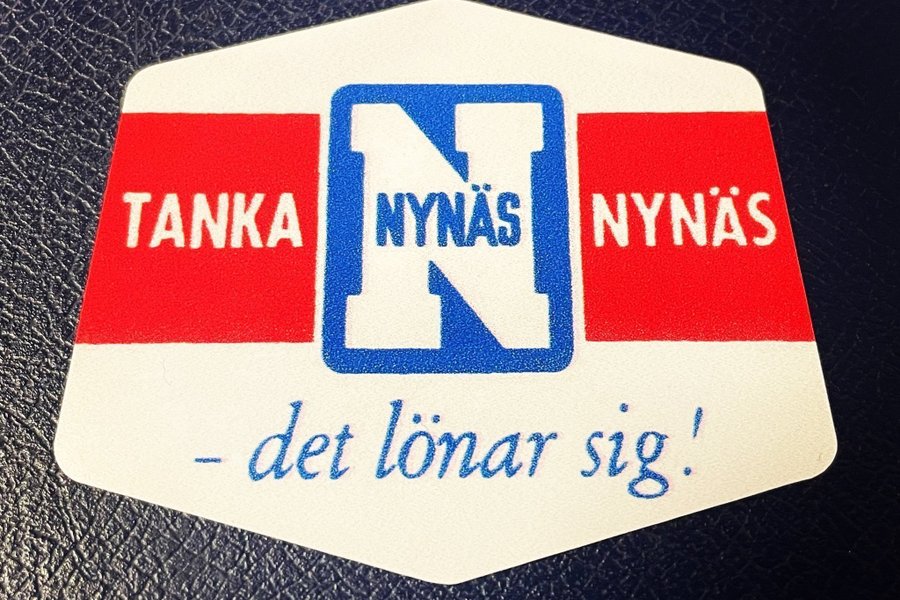 TANKA NYNÄS NYNÄS
N
– det lönar sig!